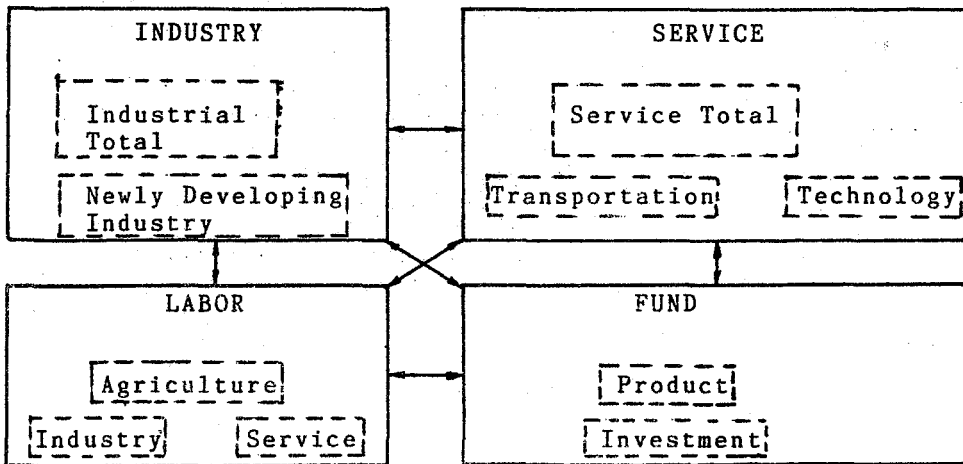 INDUSTRY
Industrial
Total
Newly Developing
Industry
SERVICE
Service Total
Transportation
Technology
LABOR
Agriculture
Industry
Service
FUND
Product
Investment